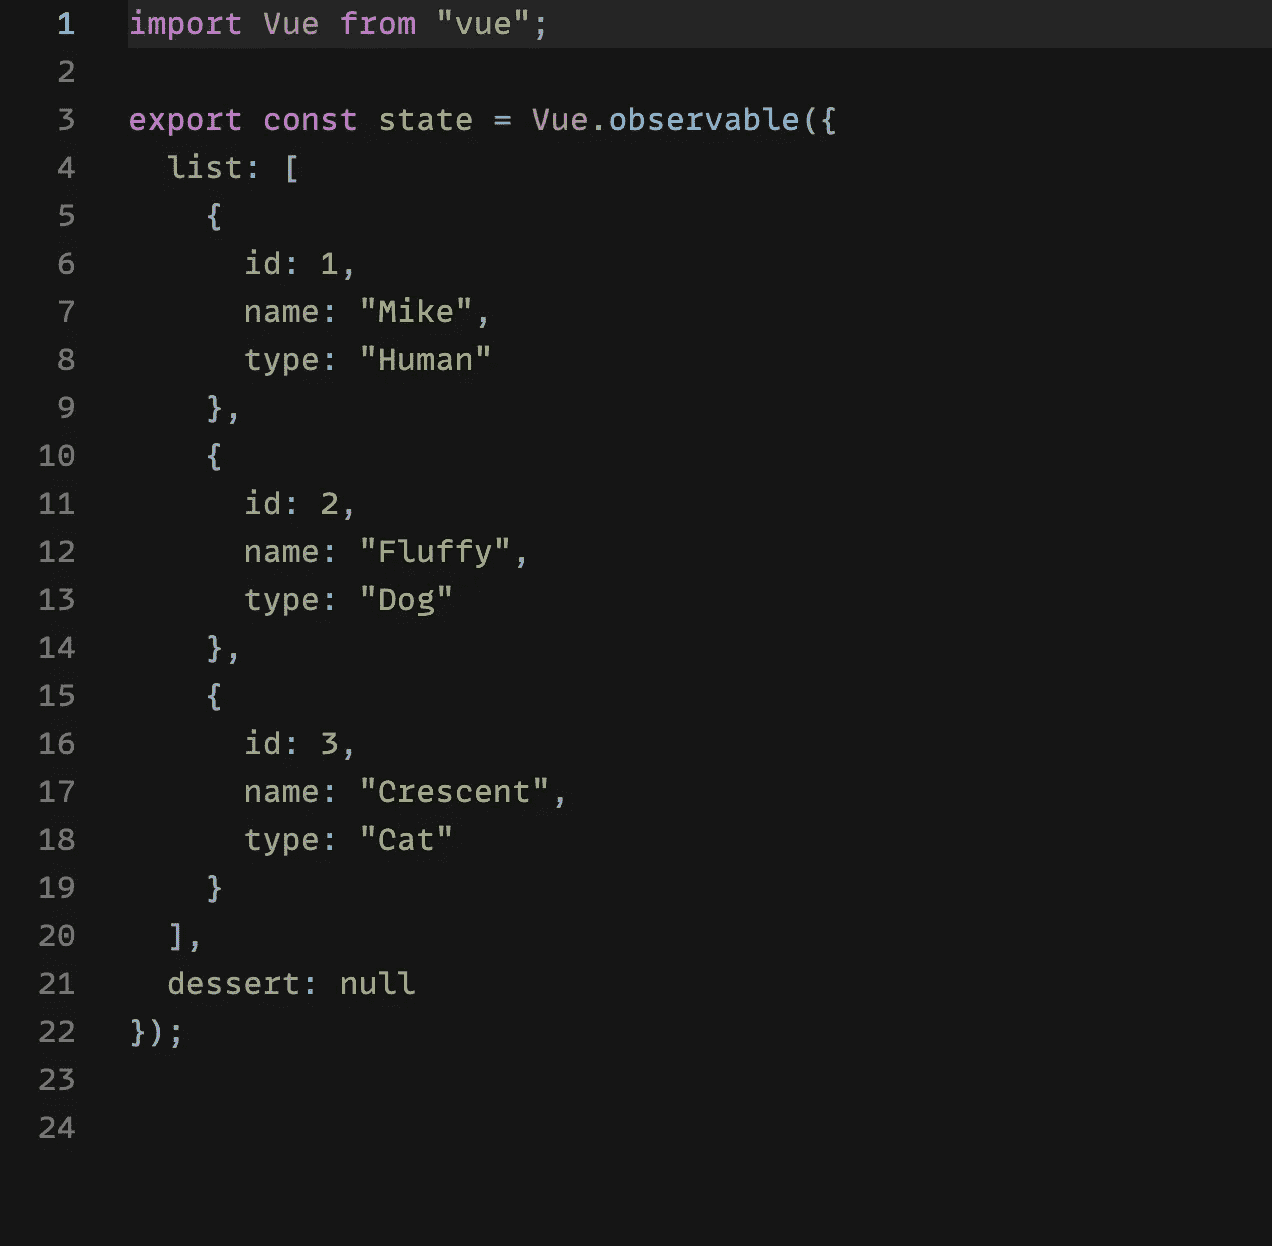 1 import Vue from "vue";
2
3 export const state = Vue.observable({
4   list: [
5     {
6       id: 1,
7       name: "Mike",
8       type: "Human"
9     },
10     {
11       id: 2,
12       name: "Fluffy",
13       type: "Dog"
14     },
15     {
16       id: 3,
17       name: "Crescent",
18       type: "Cat"
19     }
20   ],
21   dessert: null
22 });
23
24